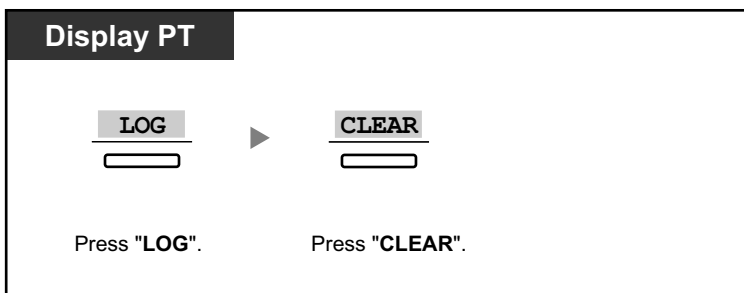 Display PT
LOG
CLEAR
Press "LOG".
Press "CLEAR".